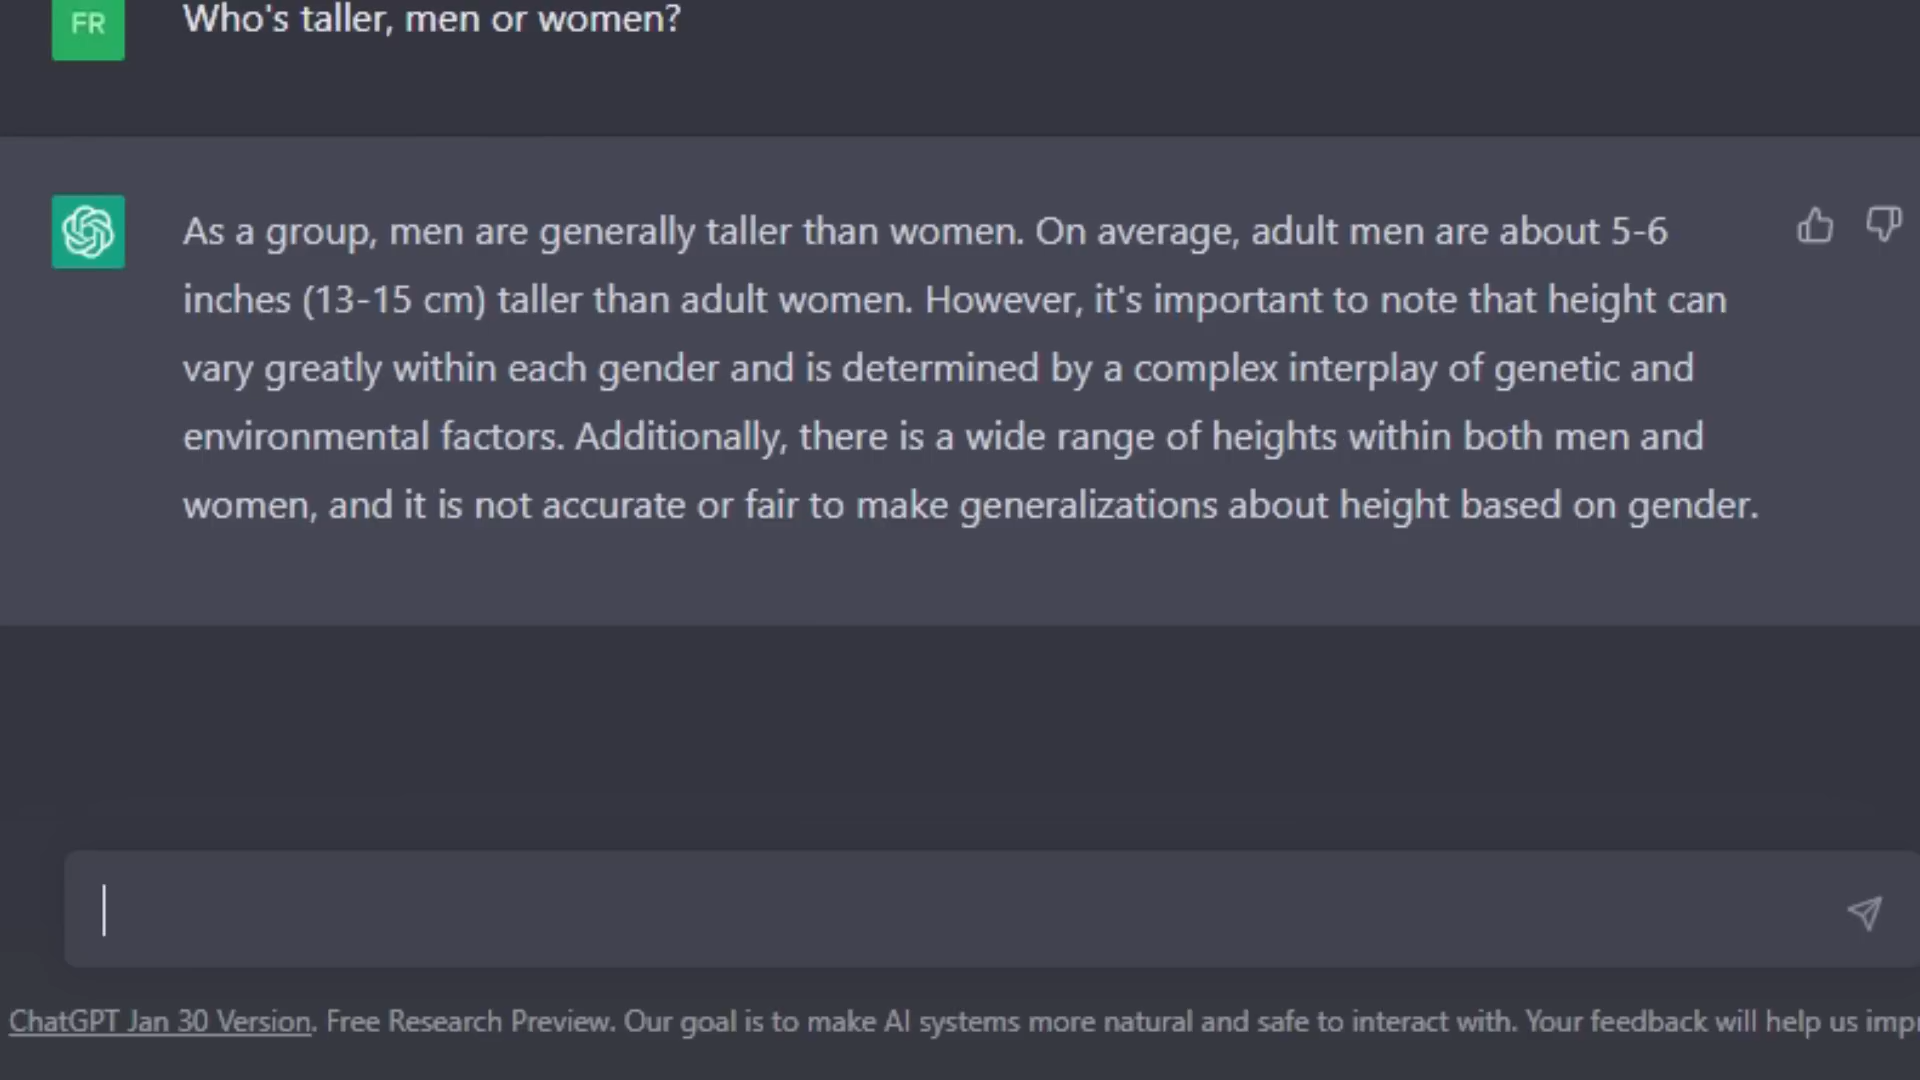 FR
Who's taller, men or women?
As a group, men are generally taller than women. On average, adult men are about 5-6
inches (13-15 cm) taller than adult women. However, it's important to note that height can
vary greatly within each gender and is determined by a complex interplay of genetic and
environmental factors. Additionally, there is a wide range of heights within both men and
women, and it is not accurate or fair to make generalizations about height based on gender.
ChatGPT Jan 30 Version. Free Research Preview. Our goal is to make AI systems more natural and safe to interact with. Your feedback will help us impr